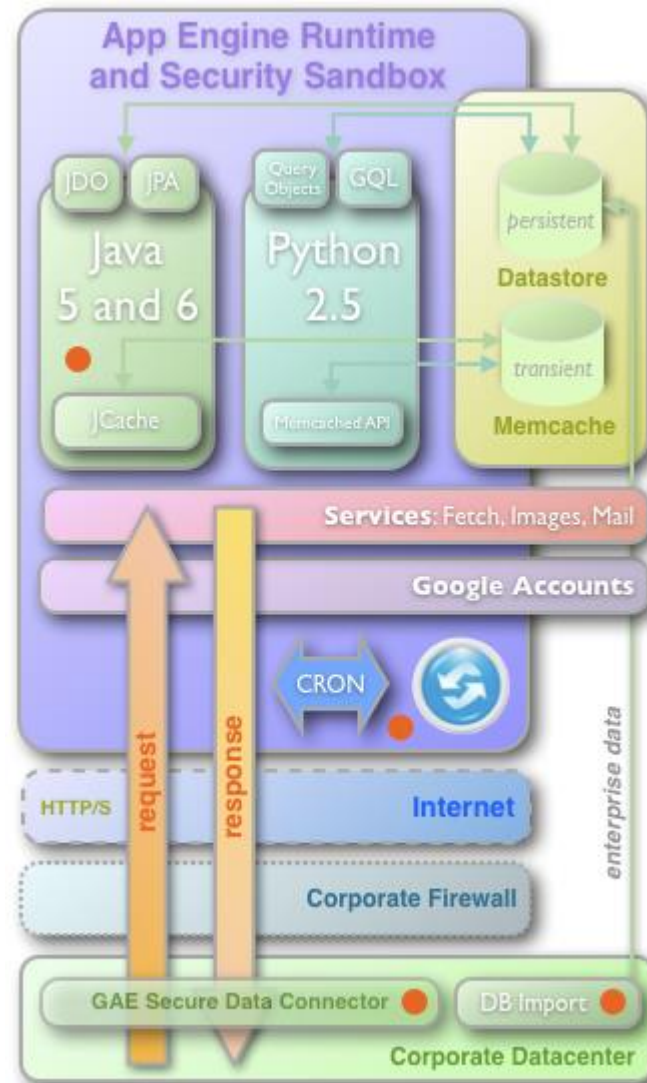 App Engine Runtime
and Security Sandbox
JDO
JPA
Query
Objects
GQL
Java
5 and 6
Python
2.5
persistent
Datastore
transient
Memcache
JCache
Memcached API
Services: Fetch, Images, Mail
Google Accounts
CRON
request
response
enterprise data
HTTP/S
Internet
Corporate Firewall
GAE Secure Data Connector
DB Import
Corporate Datacenter